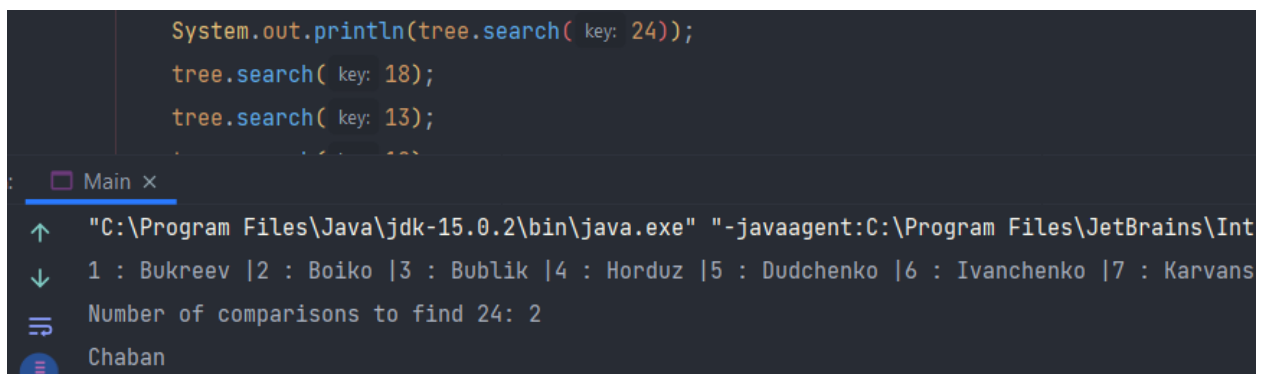 System.out.println(tree.search( key: 24));
tree.search( key: 18);
tree.search( key: 13);
Main ×
"C:\Program Files\Java\jdk-15.0.2\bin\java.exe" "-javaagent:C:\Program Files\JetBrains\Int
1 : Bukreev |2 : Boiko |3 : Bublik |4 : Horduz |5 : Dudchenko |6 : Ivanchenko |7 : Karvans
Number of comparisons to find 24: 2
Chaban